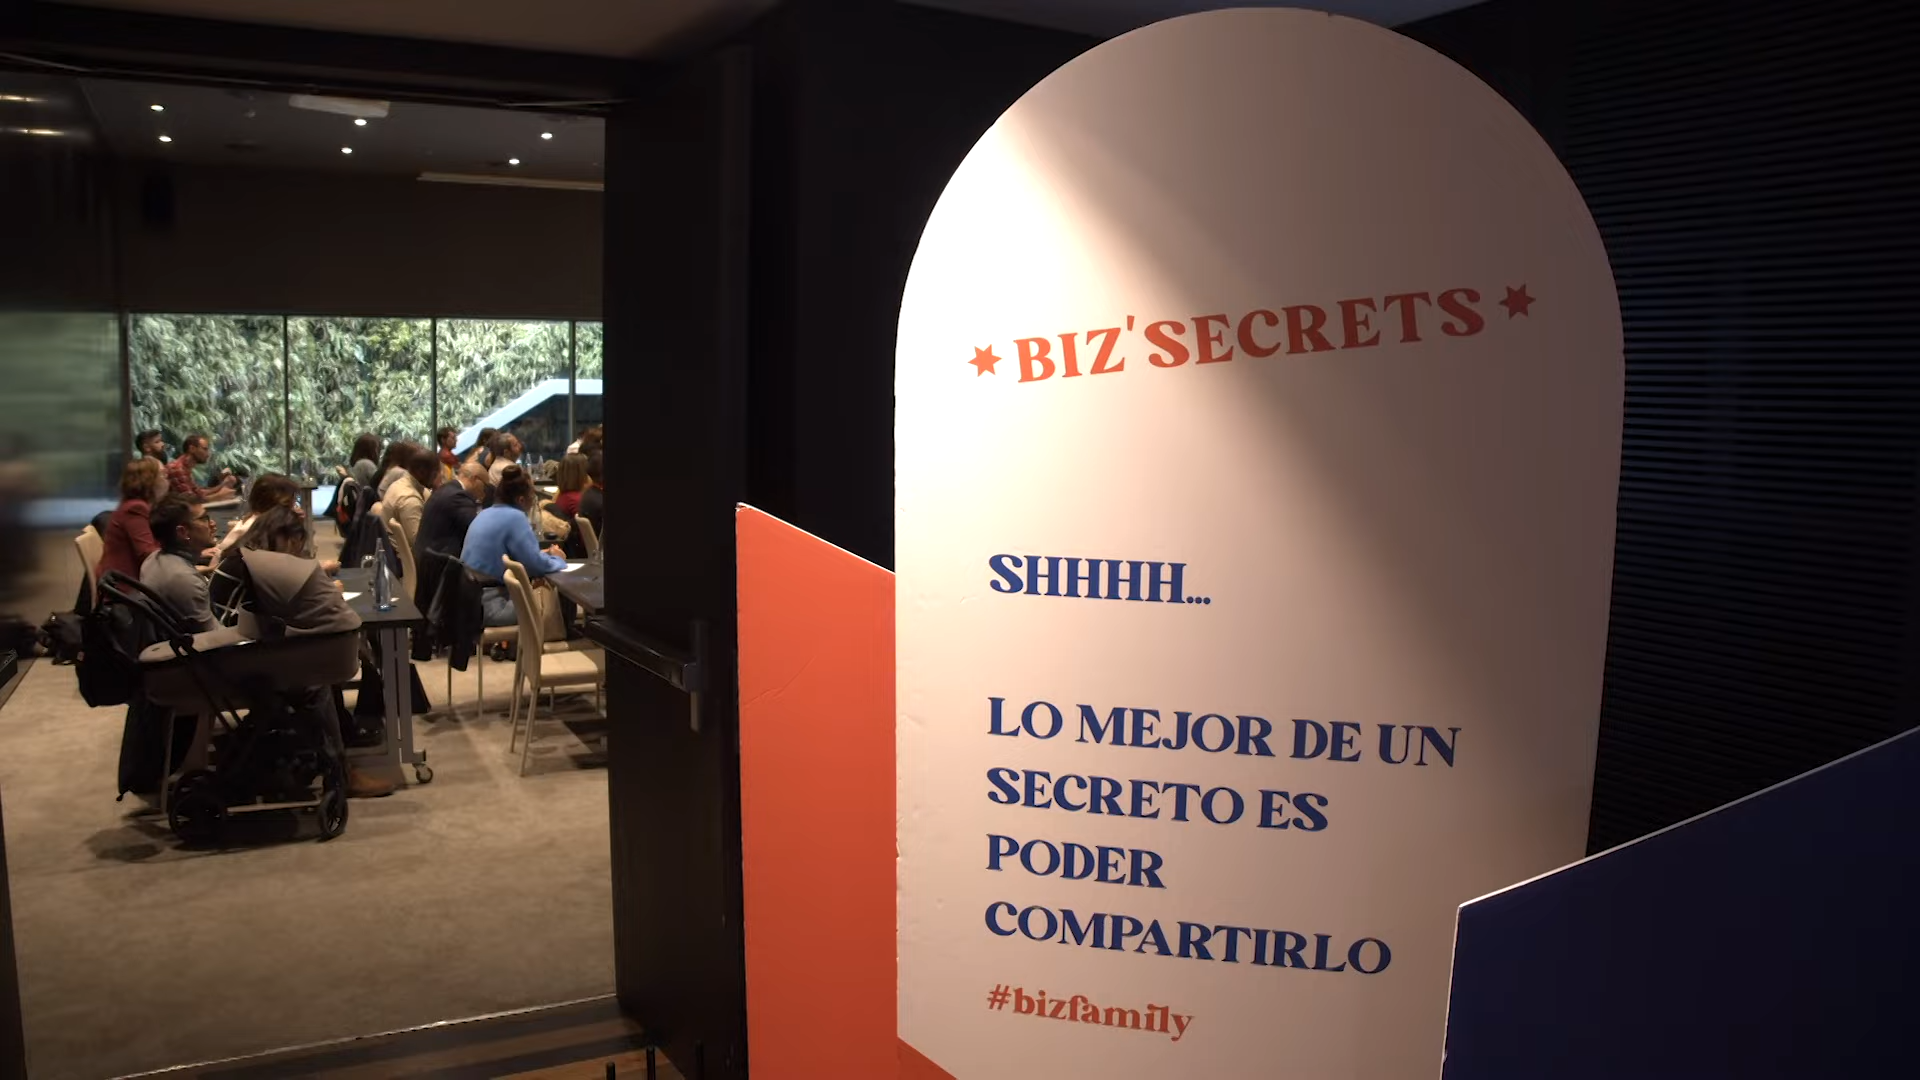 BIZ'SECRETS
SHHHH...
LO MEJOR DE UN
SECRETO ES
PODER
COMPARTIRLO
#bizfamily